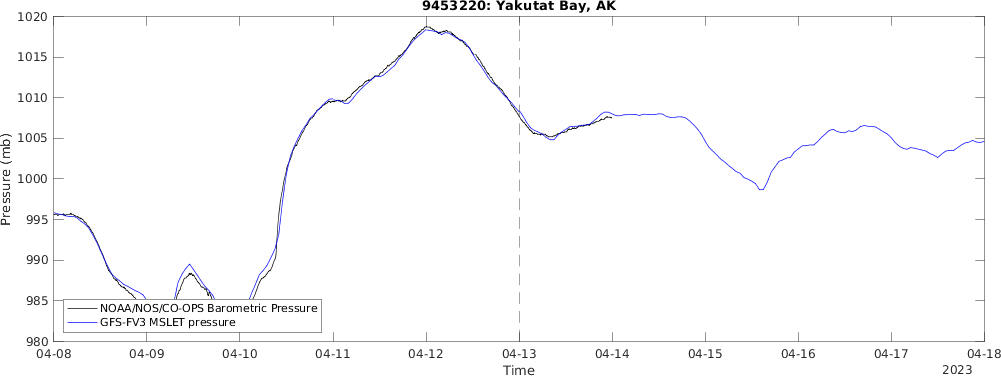 9453220: Yakutat Bay, AK
1020
1015
1010
1005
1000
995
990
985
980
Pressure (mb)
NOAA/NOS/CO-OPS Barometric Pressure
GFS-FV3 MSLET pressure
04-08 04-09 04-10 04-11 04-12 04-13 04-14 04-15 04-16 04-17 04-18
Time
2023